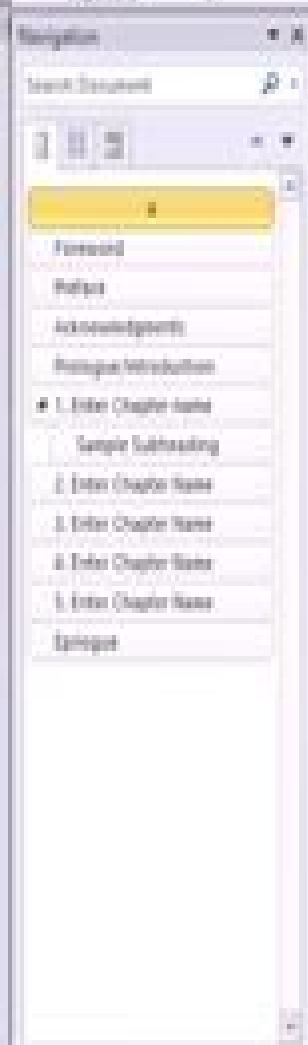 Navigation
Search Document
Foreword
Preface
Acknowledgments
Prologue/Introduction
1. Enter Chapter name
Sample Subheading
2. Enter Chapter Name
3. Enter Chapter Name
4. Enter Chapter Name
5. Enter Chapter Name
Epilogue